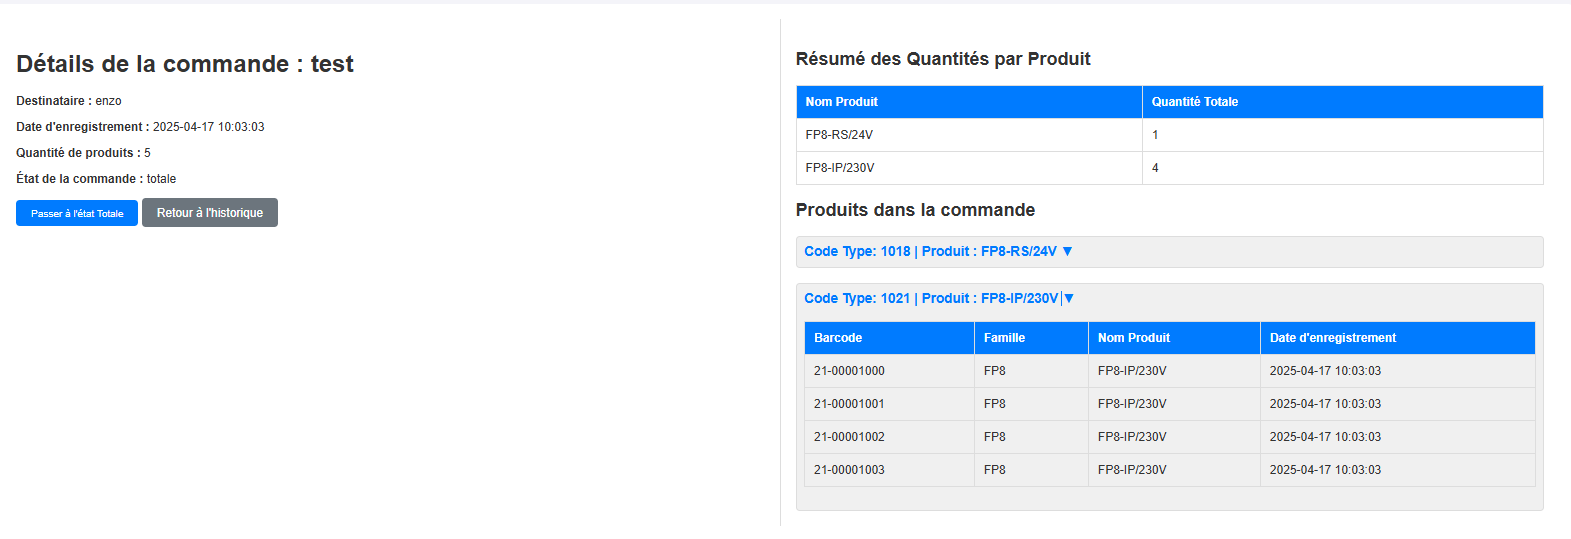 Détails de la commande : test
Destinataire : enzo
Date d'enregistrement : 2025-04-17 10:03:03
Quantité de produits : 5
État de la commande : totale
Passer à l'état Totale Retour à l'historique
Résumé des Quantités par Produit
Nom Produit Quantité Totale
FP8-RS/24V 1
FP8-IP/230V 4
Produits dans la commande
Code Type: 1018 | Produit : FP8-RS/24V ▼
Code Type: 1021 | Produit : FP8-IP/230V ▼
Barcode Famille Nom Produit Date d'enregistrement
21-00001000 FP8 FP8-IP/230V 2025-04-17 10:03:03
21-00001001 FP8 FP8-IP/230V 2025-04-17 10:03:03
21-00001002 FP8 FP8-IP/230V 2025-04-17 10:03:03
21-00001003 FP8 FP8-IP/230V 2025-04-17 10:03:03